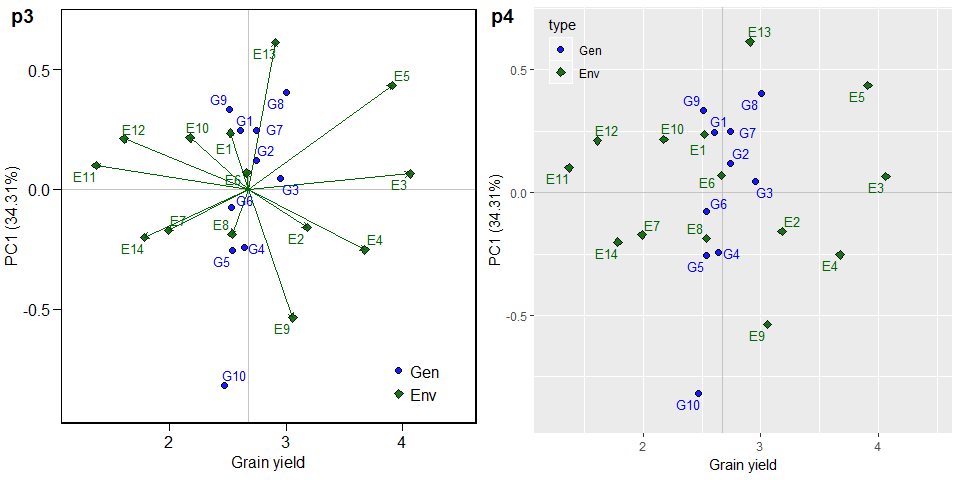 p3
E13
E5
G8
G9
G1
G7
E12
E10
E1
G2
E11
E6
G3
E3
G6
E7
E8
E2
E14
G4
E4
G5
E9
G10
Gen
Env
0.5
0.0
-0.5
PC1 (34.31%)
2
3
4
Grain yield
p4
type
Gen
Env
E13
E5
G9
G8
G1
G7
E12
E10
E1
G2
E11
E6
G3
E3
G6
E7
E8
E2
E14
G5
G4
E4
E9
G10
0.5
0.0
-0.5
PC1 (34.31%)
2
3
4
Grain yield